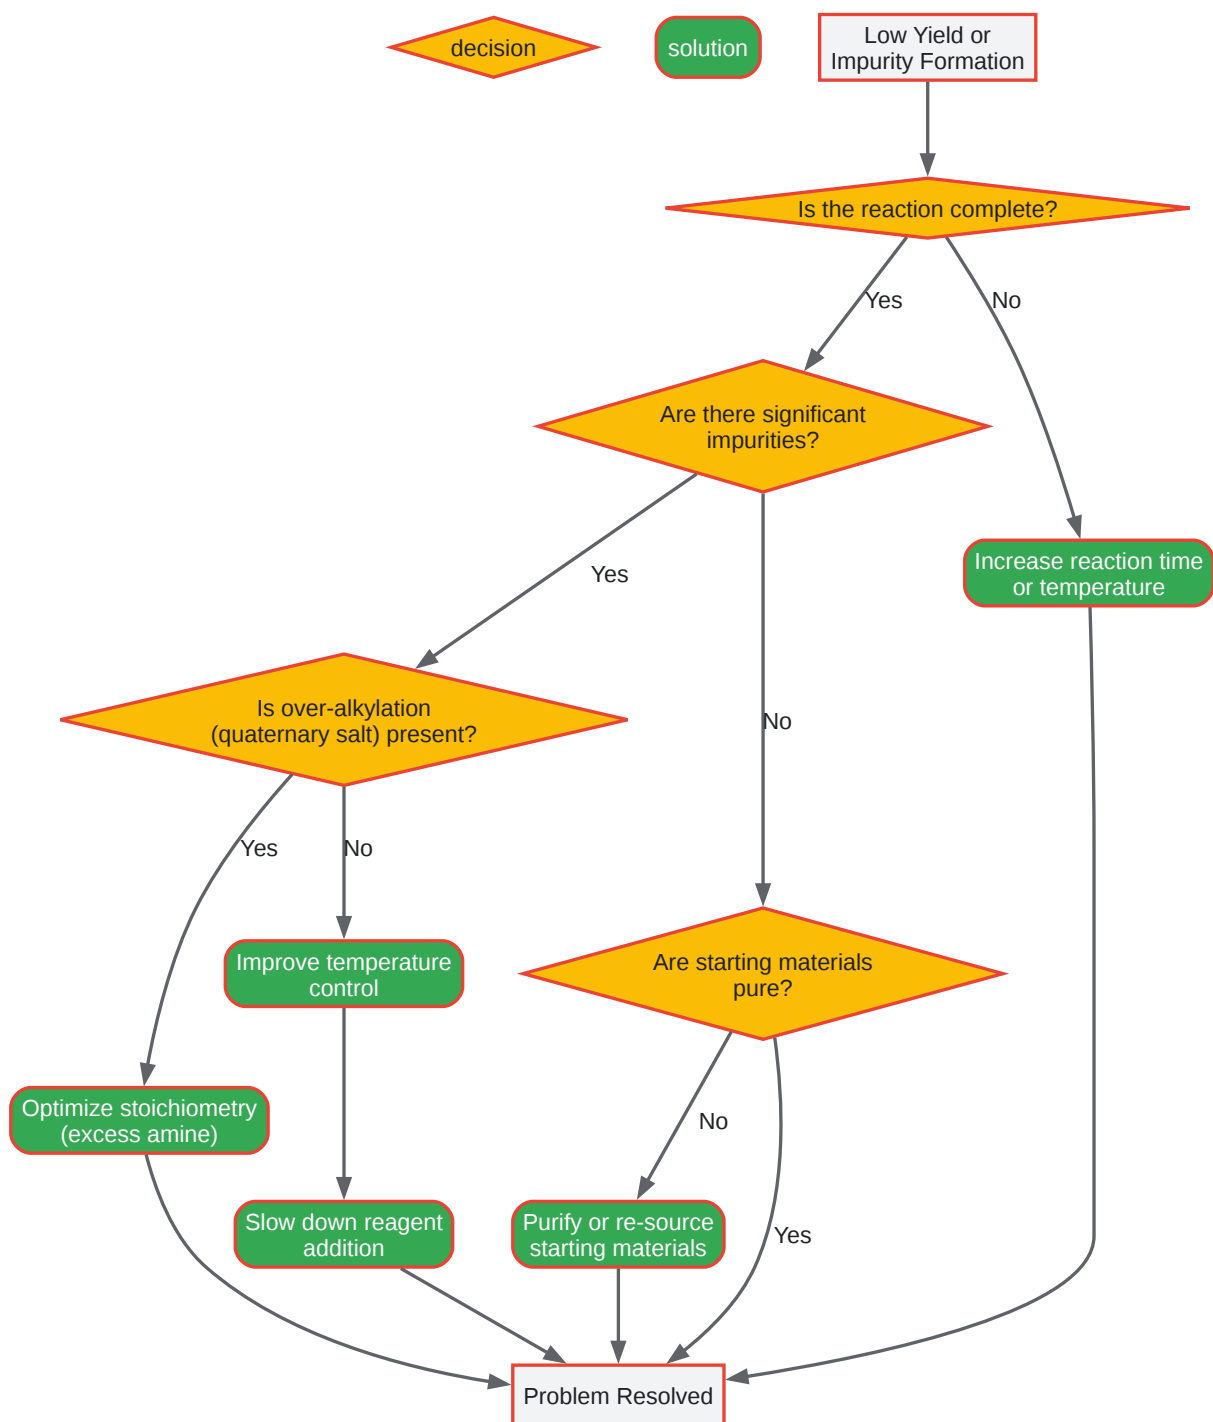 decision
solution
Low Yield or
Impurity Formation
Is the reaction complete?
Yes
No
Are there significant
impurities?
Increase reaction time
or temperature
Yes
No
Is over-alkylation
(quaternary salt) present?
Yes
No
Improve temperature
control
Are starting materials
pure?
Optimize stoichiometry
(excess amine)
No
Yes
Slow down reagent
addition
Purify or re-source
starting materials
Problem Resolved